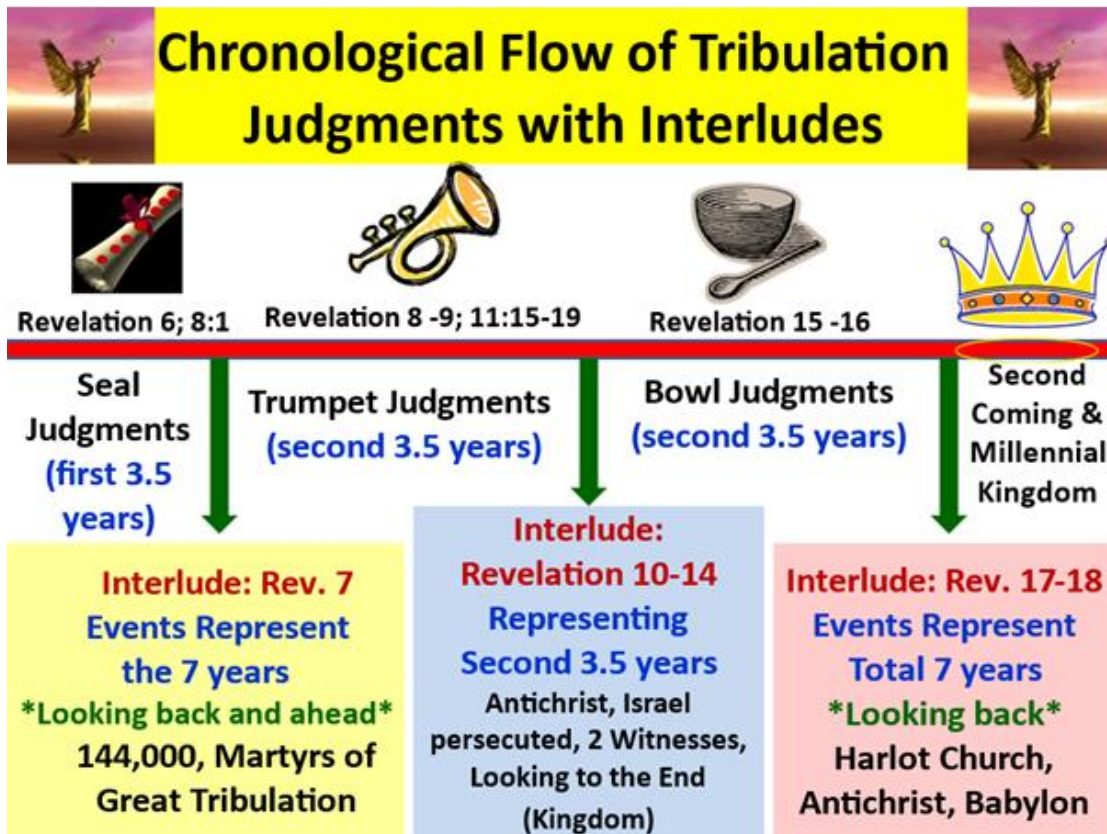 Chronological Flow of Tribulation
Judgments with Interludes
Revelation 6; 8:1
Revelation 8 -9; 11:15-19
Revelation 15 -16
Seal
Judgments
(first 3.5
years)
Trumpet Judgments
(second 3.5 years)
Bowl Judgments
(second 3.5 years)
Second
Coming &
Millennial
Kingdom
Interlude: Rev. 7
Events Represent
the 7 years
*Looking back and ahead*
144,000, Martyrs of
Great Tribulation
Interlude:
Revelation 10-14
Representing
Second 3.5 years
Antichrist, Israel
persecuted, 2 Witnesses,
Looking to the End
(Kingdom)
Interlude: Rev. 17-18
Events Represent
Total 7 years
*Looking back*
Harlot Church,
Antichrist, Babylon